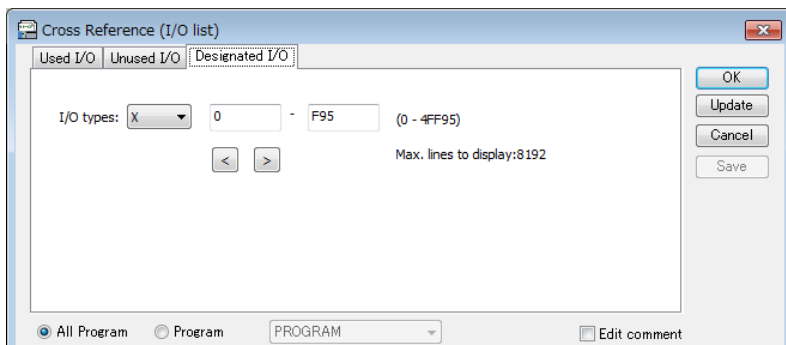 Cross Reference (I/O list)
Used I/O Unused I/O Designated I/O
OK
I/O types: X 0 - F95 (0 - 4FF95)
Update
Cancel
< > Max. lines to display:8192
Save
All Program Program PROGRAM Edit comment